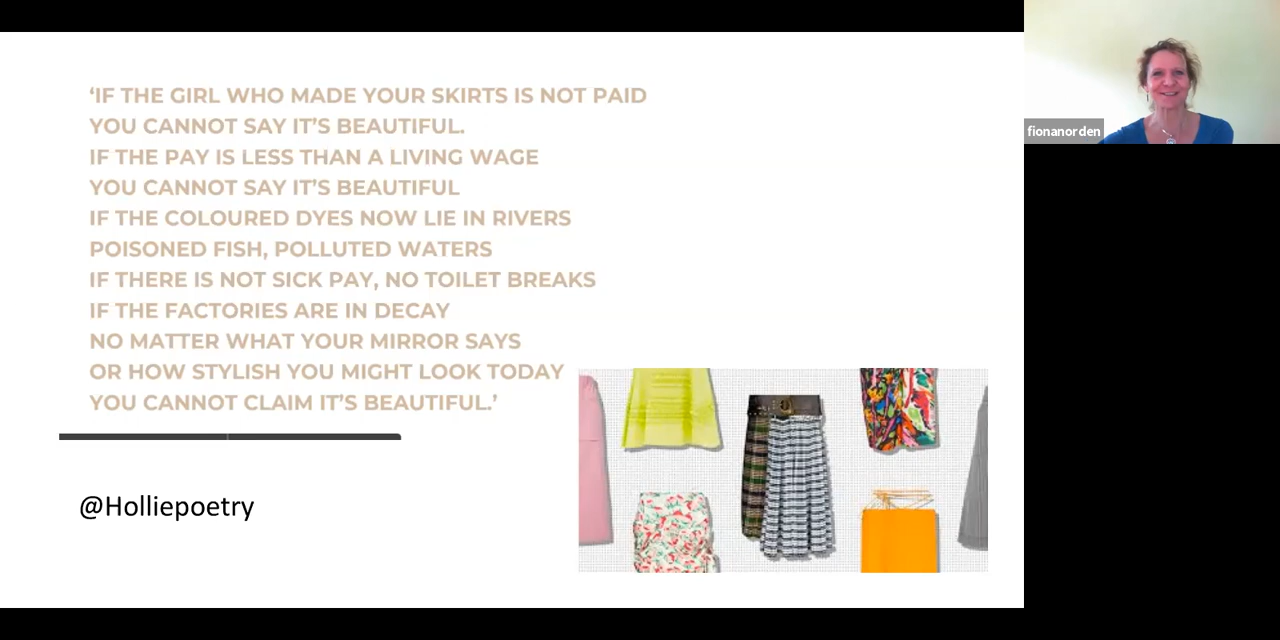 ‘IF THE GIRL WHO MADE YOUR SKIRTS IS NOT PAID
YOU CANNOT SAY IT’S BEAUTIFUL.
IF THE PAY IS LESS THAN A LIVING WAGE
YOU CANNOT SAY IT’S BEAUTIFUL
IF THE COLOURED DYES NOW LIE IN RIVERS
POISONED FISH, POLLUTED WATERS
IF THERE IS NOT SICK PAY, NO TOILET BREAKS
IF THE FACTORIES ARE IN DECAY
NO MATTER WHAT YOUR MIRROR SAYS
OR HOW STYLISH YOU MIGHT LOOK TODAY
YOU CANNOT CLAIM IT’S BEAUTIFUL.’
@Holliepoetry
fionanorden